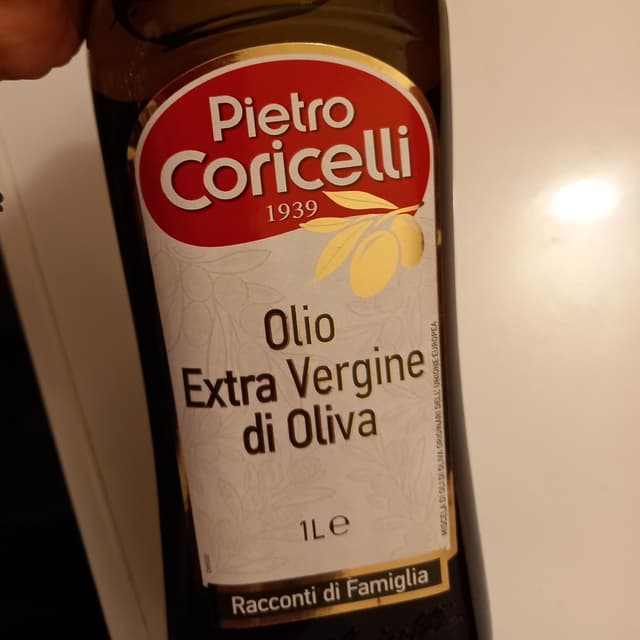 Pietro
Coricelli
1939
Olio
Extra Vergine
di Oliva
1L e
MISCELA DI OLI DI OLIVA ORIGINARI DELL'UNIONE EUROPEA
Racconti di Famiglia